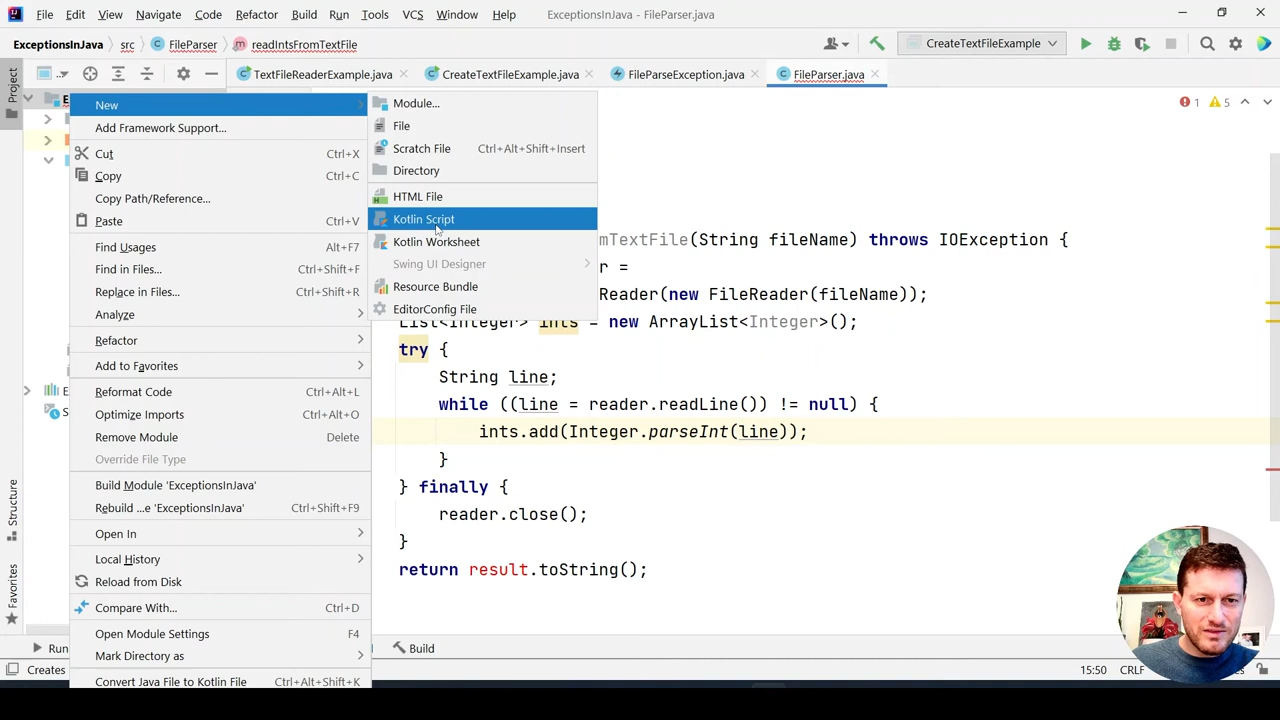 File Edit View Navigate Code Refactor Build Run Tools VCS Window Help ExceptionsInJava - FileParser.java
ExceptionsInJava src FileParser readIntsFromTextFile CreateTextFileExample
Project
TextFileReaderExample.java CreateTextFileExample.java FileParseException.java FileParser.java
New
Add Framework Support...
Cut Ctrl+X
Copy Ctrl+C
Copy Path/Reference...
Paste Ctrl+V
Find Usages Alt+F7
Find in Files... Ctrl+Shift+F
Replace in Files... Ctrl+Shift+R
Analyze
Refactor
Add to Favorites
Reformat Code Ctrl+Alt+L
Optimize Imports Ctrl+Alt+O
Remove Module Delete
Override File Type
Build Module 'ExceptionsInJava'
Rebuild ...e 'ExceptionsInJava' Ctrl+Shift+F9
Open In
Local History
Reload from Disk
Compare With... Ctrl+D
Open Module Settings F4
Mark Directory as
Convert Java File to Kotlin File Ctrl+Alt+Shift+K
Module...
File
Scratch File Ctrl+Alt+Shift+Insert
Directory
HTML File
Kotlin Script
Kotlin Worksheet
Swing UI Designer
Resource Bundle
EditorConfig File
1 5
mTextFile(String fileName) throws IOException {
r =
Reader(new FileReader(fileName));
List<Integer> ints = new ArrayList<Integer>();
try {
String line;
while ((line = reader.readLine()) != null) {
ints.add(Integer.parseInt(line));
}
} finally {
reader.close();
}
return result.toString();
Structure
Favorites
Run Build
Creates 15:50 CRLF